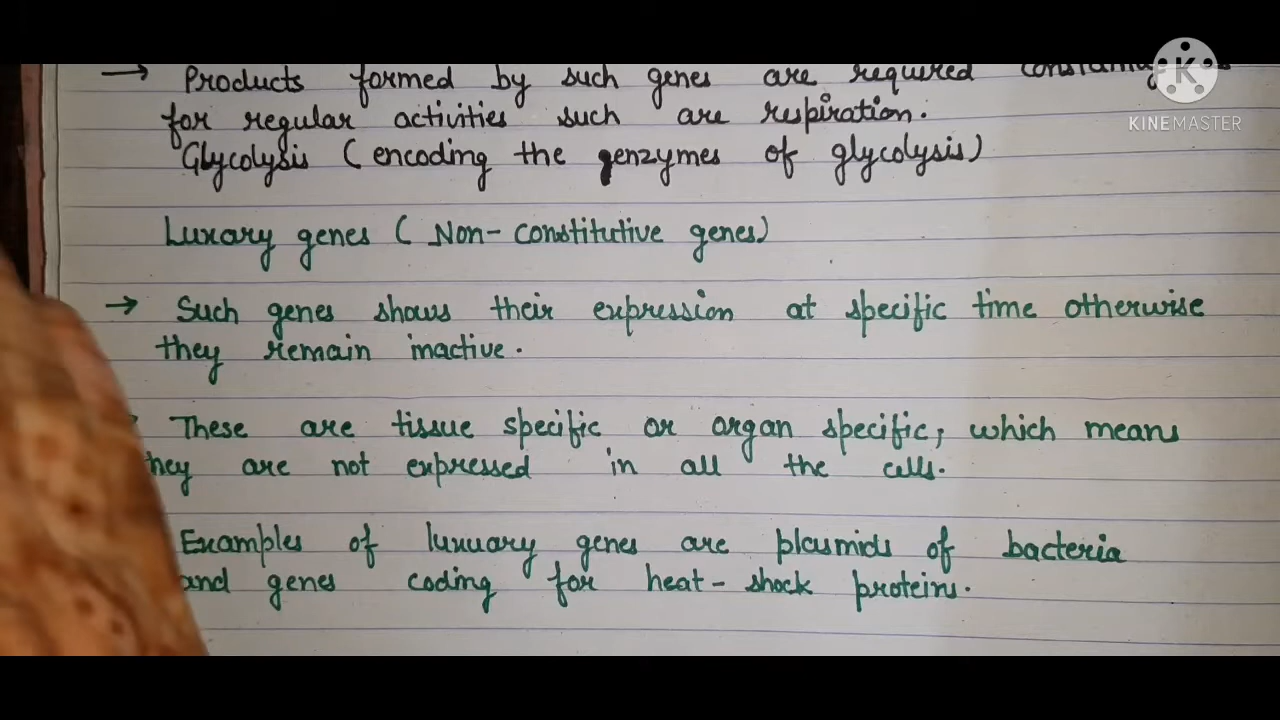 → Products formed by such genes are required
for regular activities such are respiration.
Glycolysis (encoding the enzymes of glycolysis)
Luxary genes ( Non-constitutive genes)
→ Such genes shows their expression at specific time otherwise
they remain inactive.
These are tissue specific or organ specific, which means
hey are not expressed in all the cells.
Examples of luxuary genes are plasmids of bacteria
and genes coding for heat-shock proteins.
K
KINEMASTER